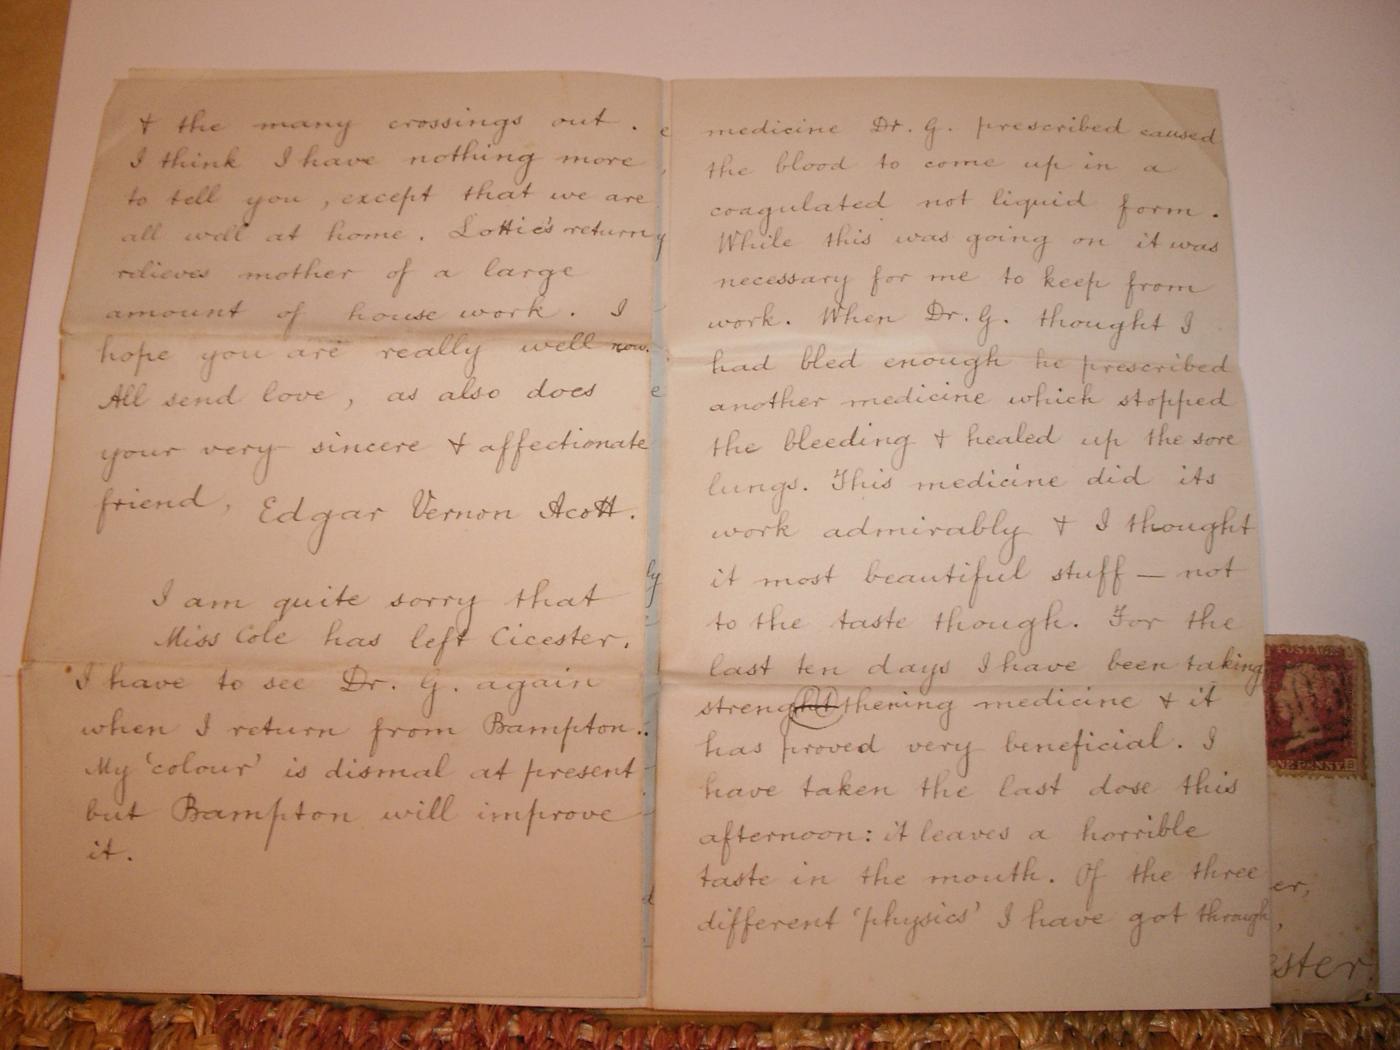 & the many crossings out.
I think I have nothing more
to tell you, except that we are
all well at home. Lottie's return
relieves mother of a large
amount of house work. I
hope you are really well now.
All send love, as also does
your very sincere & affectionate
friend, Edgar Vernon Acott.
I am quite sorry that
Miss Cole has left Cicester.
I have to see Dr. G. again
when I return from Bampton..
My 'colour' is dismal at present
but Bampton will improve
it.
medicine Dr. G. prescribed caused
the blood to come up in a
coagulated not liquid form.
While this was going on it was
necessary for me to keep from
work. When Dr. G. thought I
had bled enough he prescribed
another medicine which stopped
the bleeding & healed up the sore
lungs. This medicine did its
work admirably & I thought
it most beautiful stuff — not
to the taste though. For the
last ten days I have been taking
strenghtthening medicine & it
has proved very beneficial. I
have taken the last dose this
afternoon: it leaves a horrible
taste in the mouth. Of the three
different 'physics' I have got through
ONE PENNY
er,
ester.